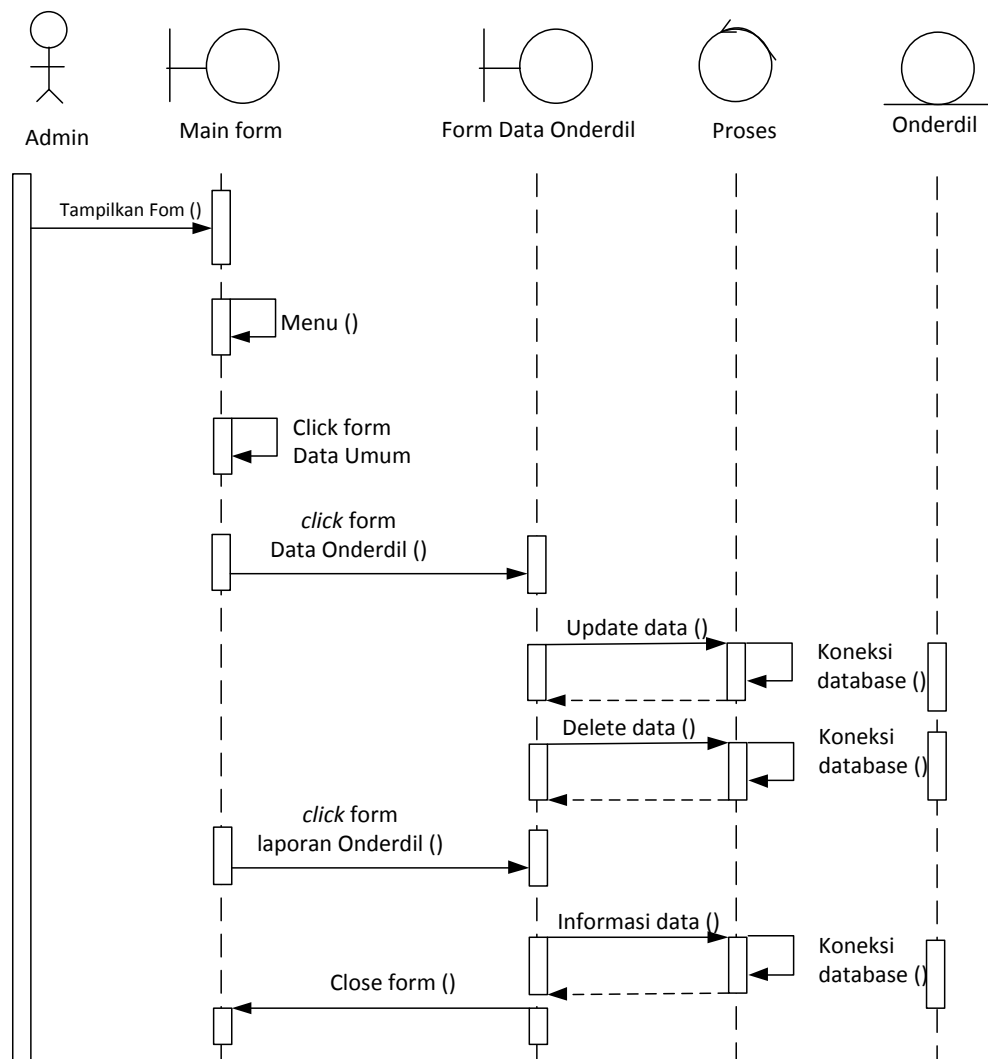 Admin
Main form
Form Data Onderdil
Proses
Onderdil
Tampilkan Fom ()
Menu ()
Click form
Data Umum
click form
Data Onderdil ()
Update data ()
Koneksi
database ()
Delete data ()
Koneksi
database ()
click form
laporan Onderdil ()
Informasi data ()
Koneksi
database ()
Close form ()